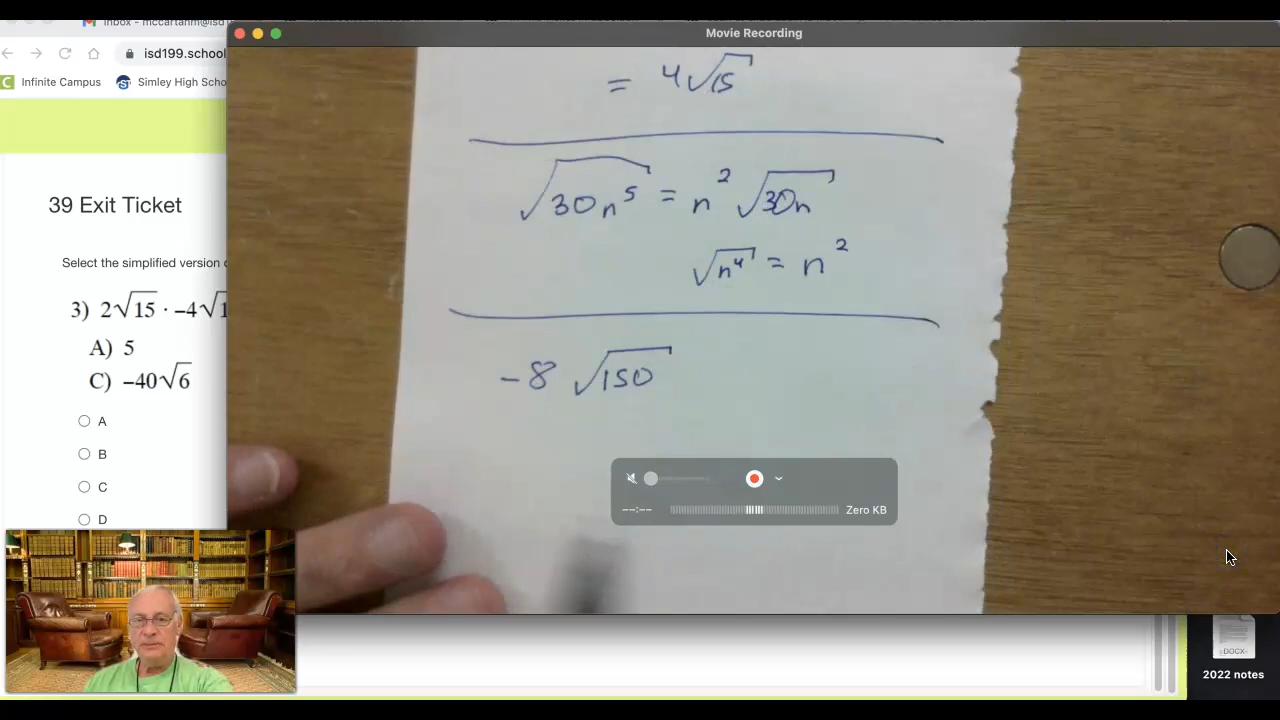 Inbox - mccartanm@isd1
Movie Recording
isd199.school
Infinite Campus
Simley High Scho
= 4√15
√30n⁵ = n² √30n
√n⁴ = n²
-8 √150
39 Exit Ticket
Select the simplified version
3) 2√15 · -4√1
A) 5
C) -40√6
A
B
C
D
--:--
Zero KB
DOCX
2022 notes